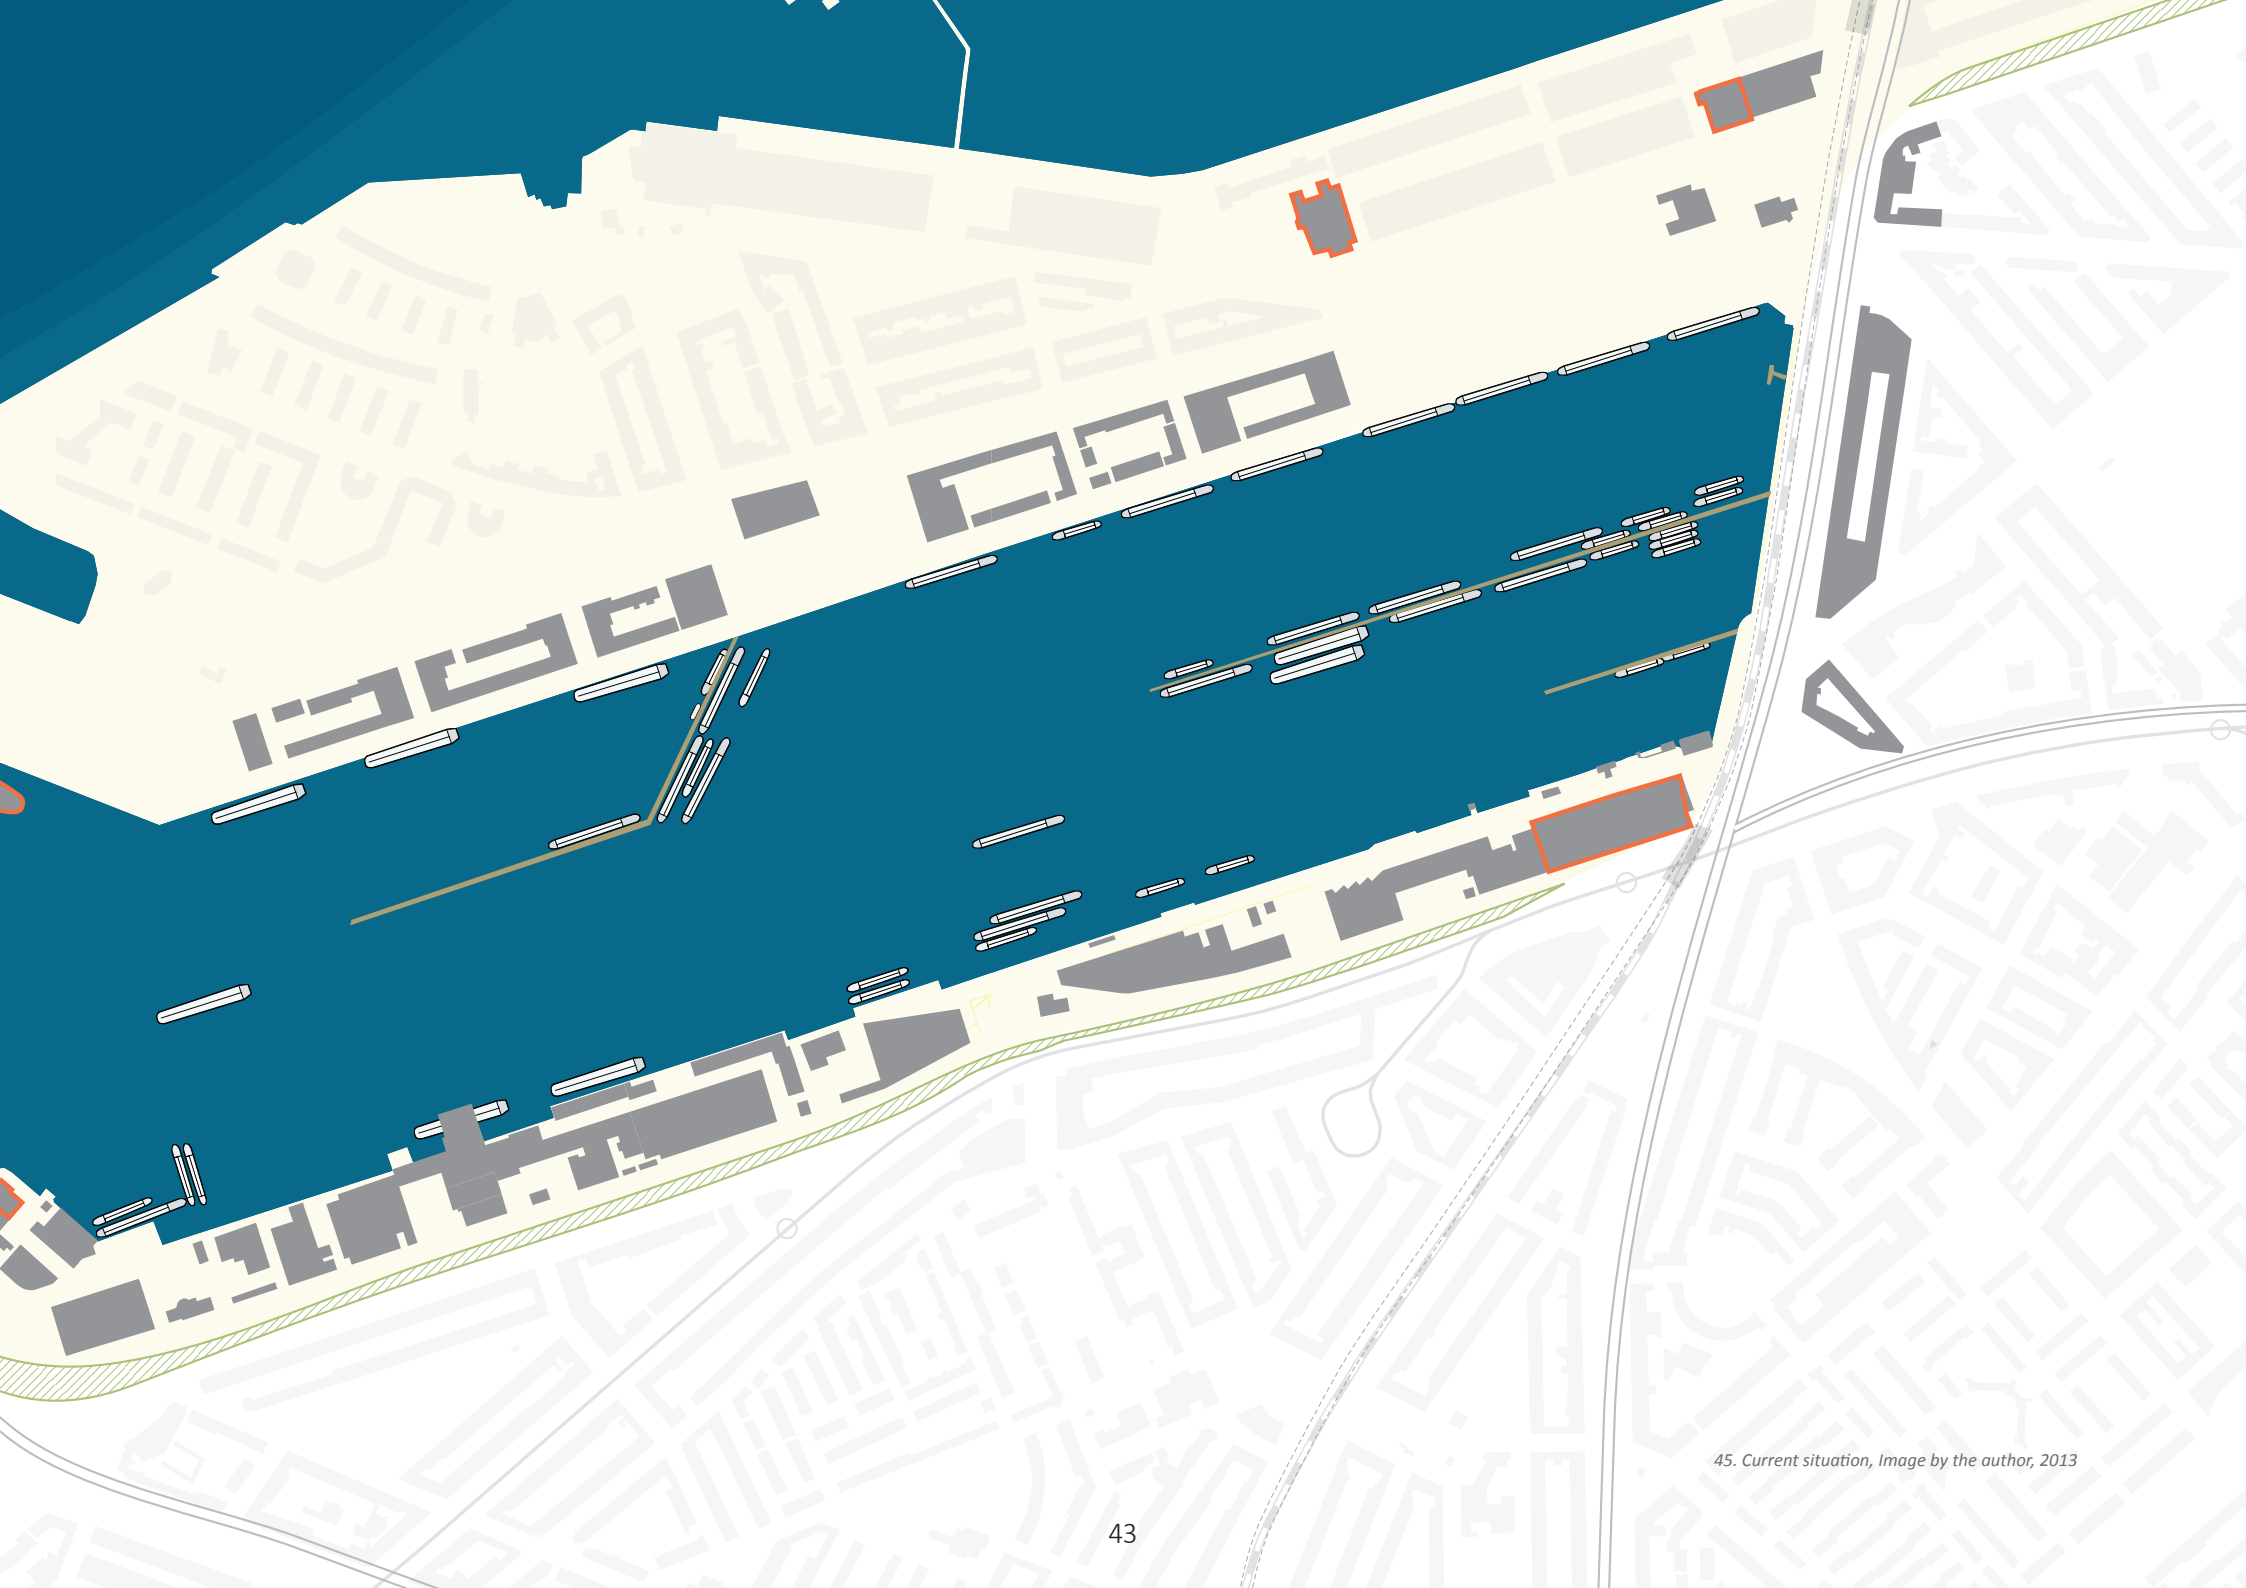 45. Current situation, Image by the author, 2013
43